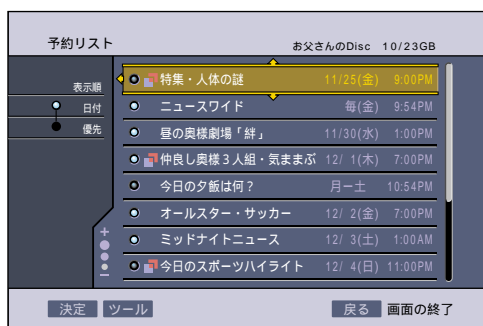 予約リスト
お父さんのDisc 10/23GB
表示順
日付
優先
特集・人体の謎 11/25(金) 9:00PM
ニュースワイド 毎(金) 9:54PM
昼の奥様劇場「絆」 11/30(水) 1:00PM
仲良し奥様３人組・気ままぶ 12/ 1(木) 7:00PM
今日の夕飯は何？ 月ー土 10:54PM
オールスター・サッカー 12/ 2(金) 7:00PM
ミッドナイトニュース 12/ 3(土) 1:00AM
今日のスポーツハイライト 12/ 4(日) 11:00PM
決定 ツール 戻る 画面の終了